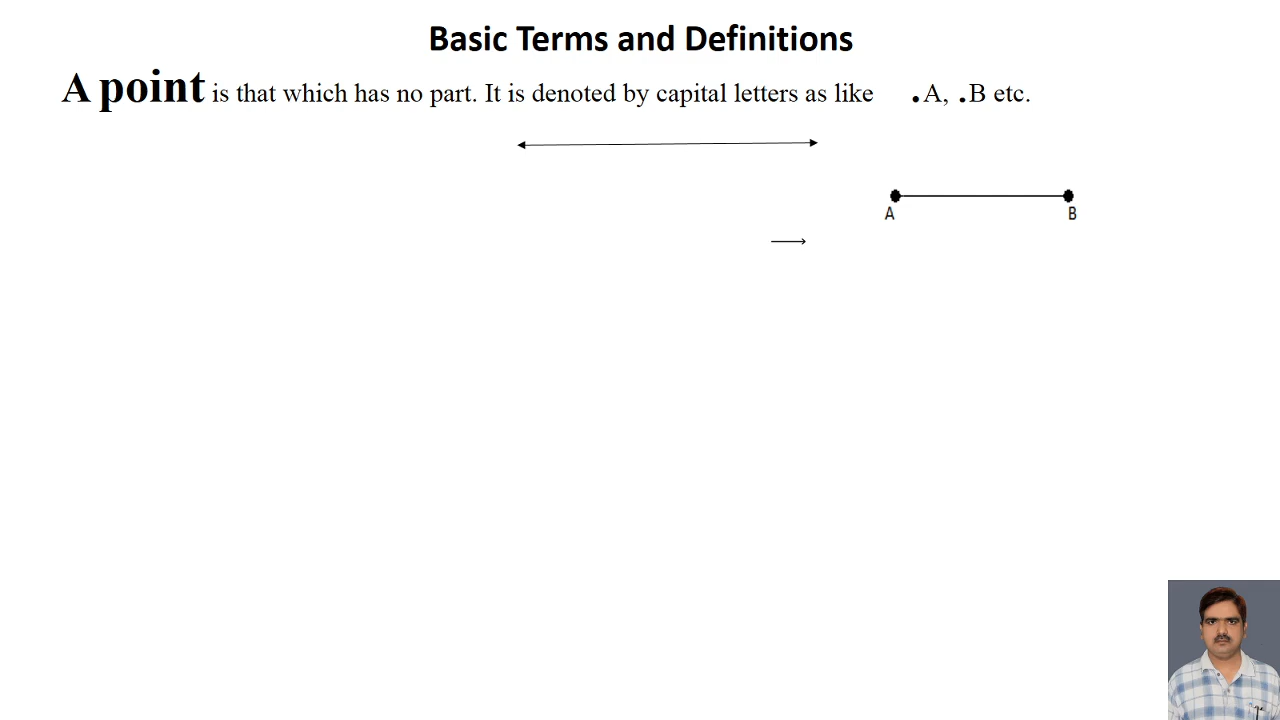 Basic Terms and Definitions
A point is that which has no part. It is denoted by capital letters as like .A, .B etc.
A B